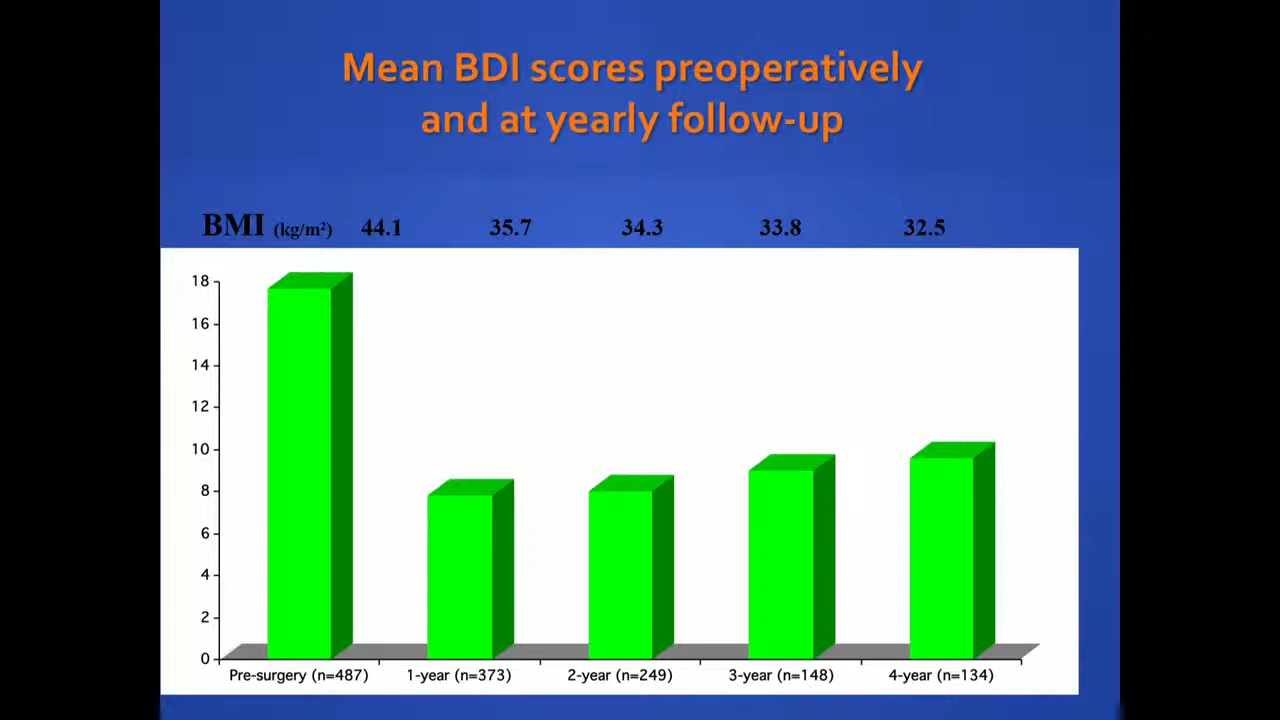 Mean BDI scores preoperatively
and at yearly follow-up
BMI (kg/m²) 44.1 35.7 34.3 33.8 32.5
18
16
14
12
10
8
6
4
2
0
Pre-surgery (n=487) 1-year (n=373) 2-year (n=249) 3-year (n=148) 4-year (n=134)